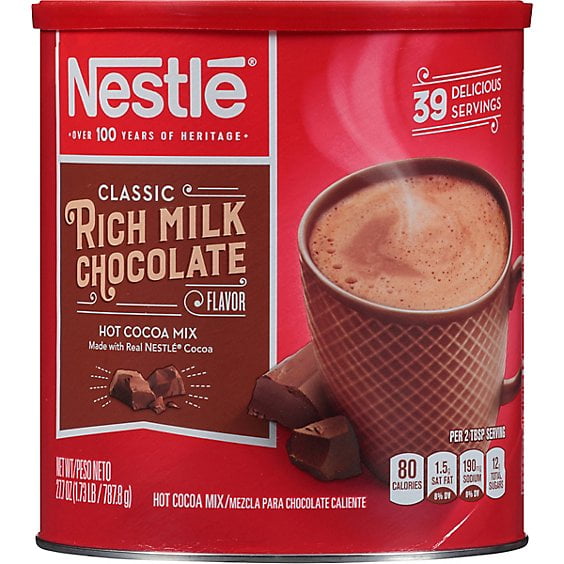 Nestlé®
• OVER 100 YEARS OF HERITAGE •
39 DELICIOUS
SERVINGS
CLASSIC
RICH MILK
CHOCOLATE
FLAVOR
HOT COCOA MIX
Made with Real NESTLÉ® Cocoa
PER 2 TBSP SERVING
80
CALORIES
1.5g
SAT FAT
8% DV
190mg
SODIUM
8% DV
12g
TOTAL
SUGARS
NET WT/PESO NETO
27.7 OZ (1.73 LB / 787.8 g)
HOT COCOA MIX/MEZCLA PARA CHOCOLATE CALIENTE